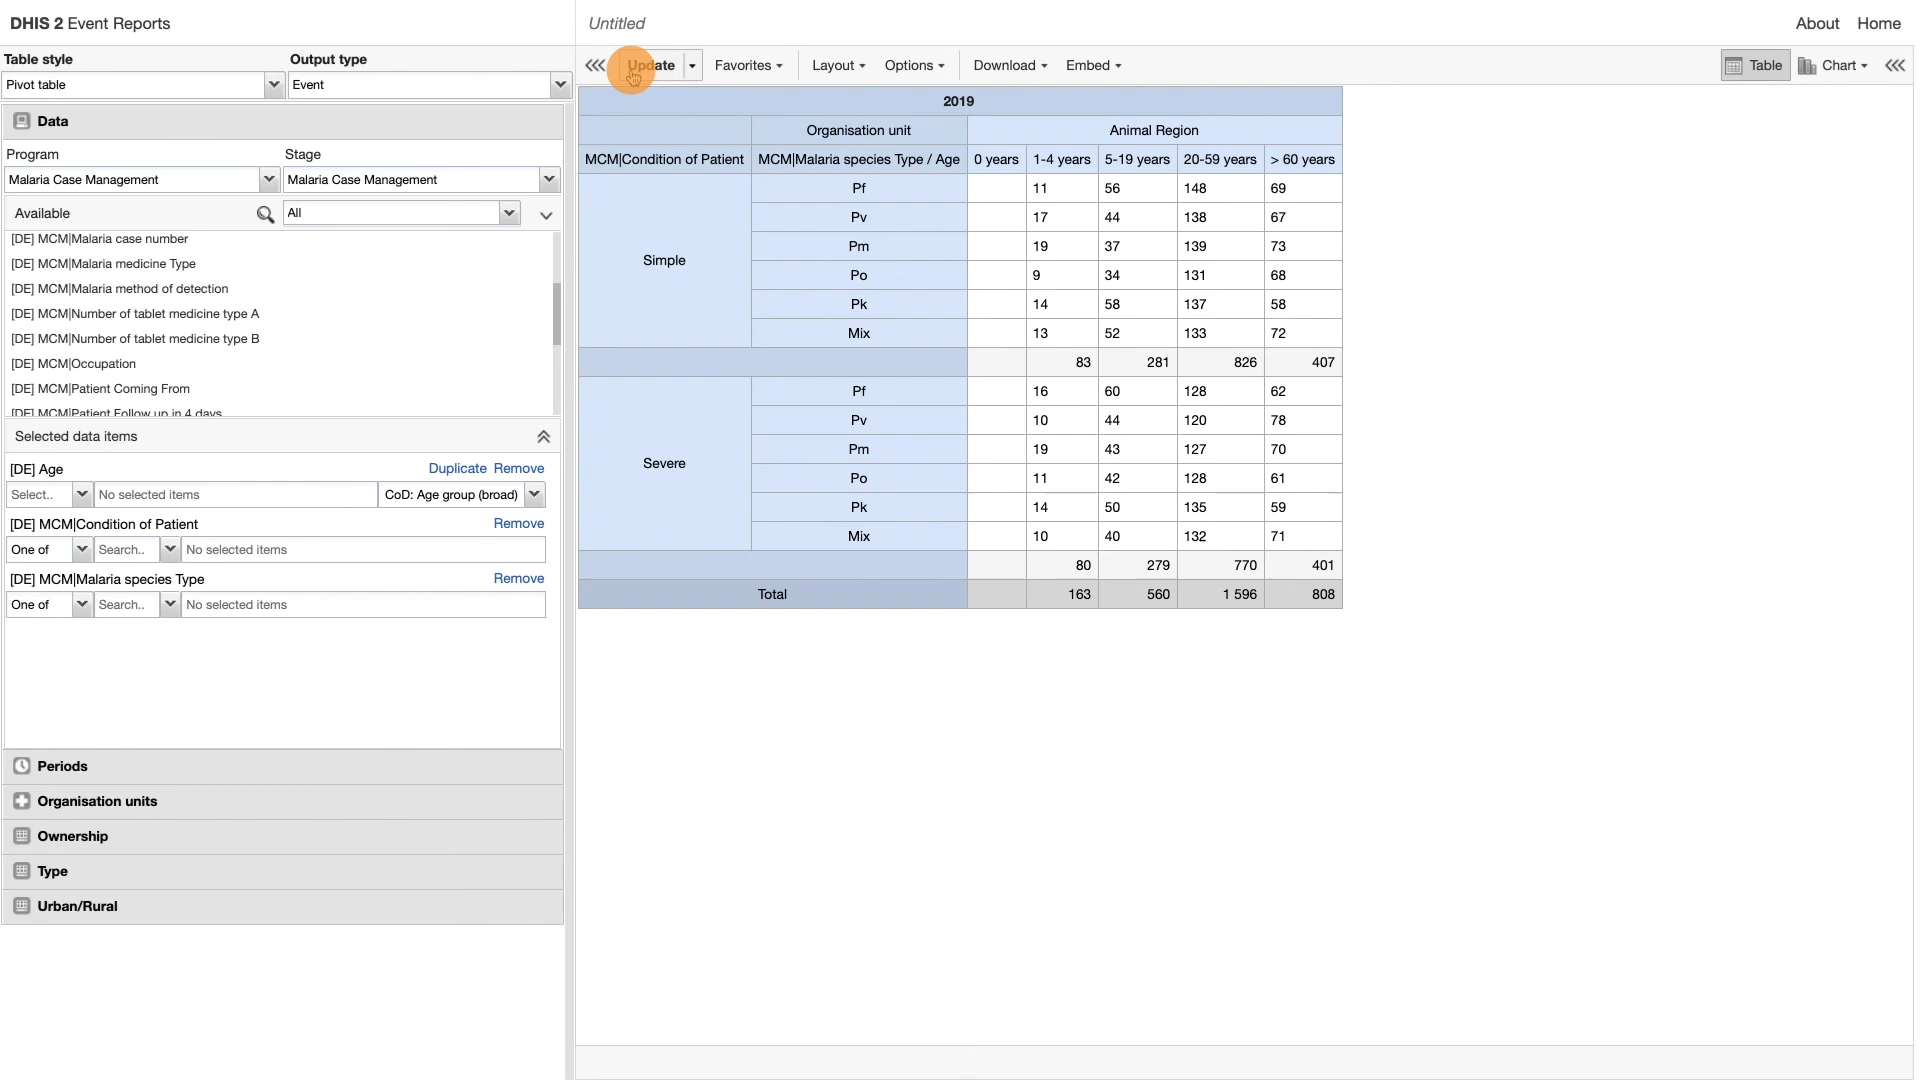 DHIS 2 Event Reports
Untitled
About Home
Table style
Output type
Pivot table
Event
Update
Favorites
Layout
Options
Download
Embed
Table
Chart
Data
Program
Stage
Malaria Case Management
Malaria Case Management
Available
All
[DE] MCM|Malaria case number
[DE] MCM|Malaria medicine Type
[DE] MCM|Malaria method of detection
[DE] MCM|Number of tablet medicine type A
[DE] MCM|Number of tablet medicine type B
[DE] MCM|Occupation
[DE] MCM|Patient Coming From
[DE] MCM|Patient Follow up in 4 days
Selected data items
[DE] Age
Duplicate Remove
Select..
No selected items
CoD: Age group (broad)
[DE] MCM|Condition of Patient
Remove
One of
Search..
No selected items
[DE] MCM|Malaria species Type
Remove
One of
Search..
No selected items
Periods
Organisation units
Ownership
Type
Urban/Rural
2019
Organisation unit
Animal Region
MCM|Condition of Patient MCM|Malaria species Type / Age 0 years 1-4 years 5-19 years 20-59 years > 60 years
Simple
Pf 11 56 148 69
Pv 17 44 138 67
Pm 19 37 139 73
Po 9 34 131 68
Pk 14 58 137 58
Mix 13 52 133 72
83 281 826 407
Severe
Pf 16 60 128 62
Pv 10 44 120 78
Pm 19 43 127 70
Po 11 42 128 61
Pk 14 50 135 59
Mix 10 40 132 71
80 279 770 401
Total 163 560 1 596 808